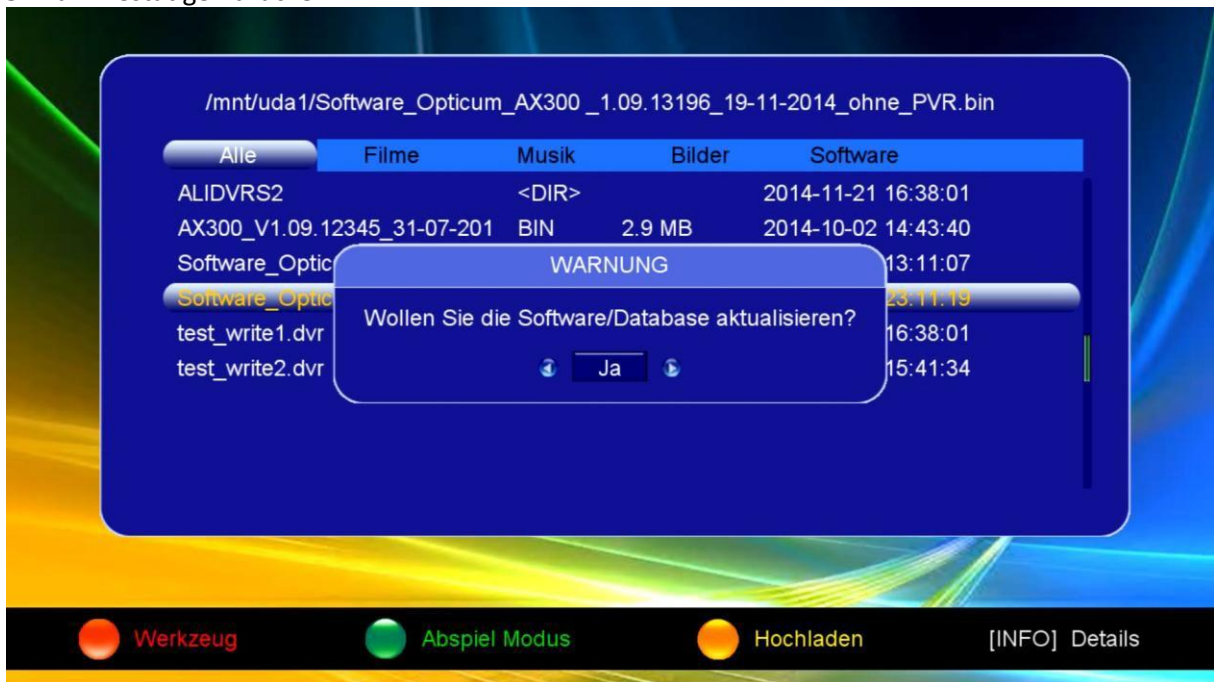 /mnt/uda1/Software_Opticum_AX300 _1.09.13196_19-11-2014_ohne_PVR.bin
Alle Filme Musik Bilder Software
ALIDVRS2 <DIR> 2014-11-21 16:38:01
AX300_V1.09.12345_31-07-201 BIN 2.9 MB 2014-10-02 14:43:40
Software_Optic 13:11:07
Software_Optic 23:11:19
test_write1.dvr 16:38:01
test_write2.dvr 15:41:34
WARNUNG
Wollen Sie die Software/Database aktualisieren?
Ja
Werkzeug Abspiel Modus Hochladen [INFO] Details